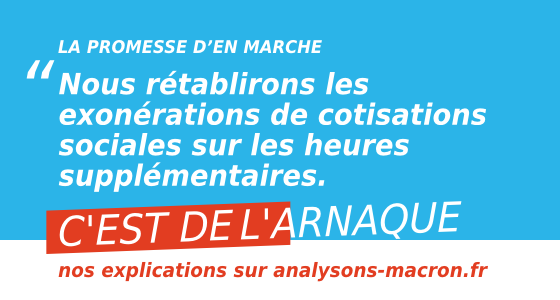 LA PROMESSE D’EN MARCHE
“ Nous rétablirons les
exonérations de cotisations
sociales sur les heures
supplémentaires.
C'EST DE L'ARNAQUE
nos explications sur analysons-macron.fr